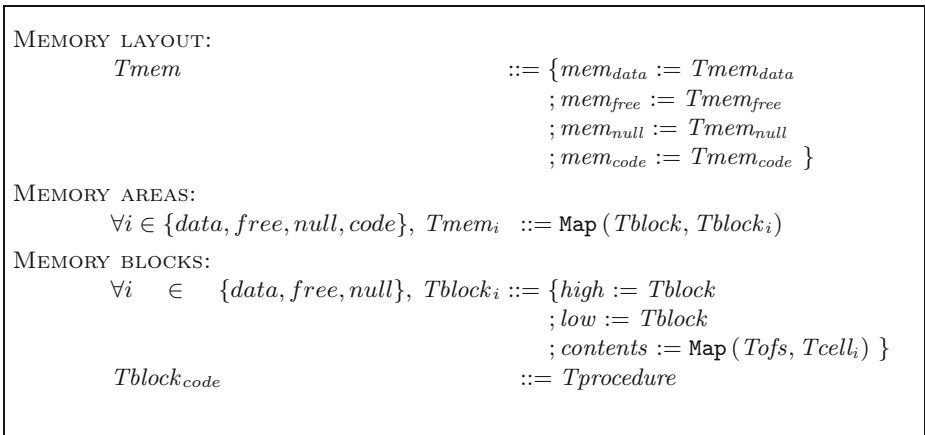 MEMORY LAYOUT:
Tmem ::= {mem_data := Tmem_data
; mem_free := Tmem_free
; mem_null := Tmem_null
; mem_code := Tmem_code }
MEMORY AREAS:
∀i ∈ {data, free, null, code}, Tmem_i ::= Map (Tblock, Tblock_i)
MEMORY BLOCKS:
∀i ∈ {data, free, null}, Tblock_i ::= {high := Tblock
; low := Tblock
; contents := Map (Tofs, Tcell_i) }
Tblock_code ::= Tprocedure